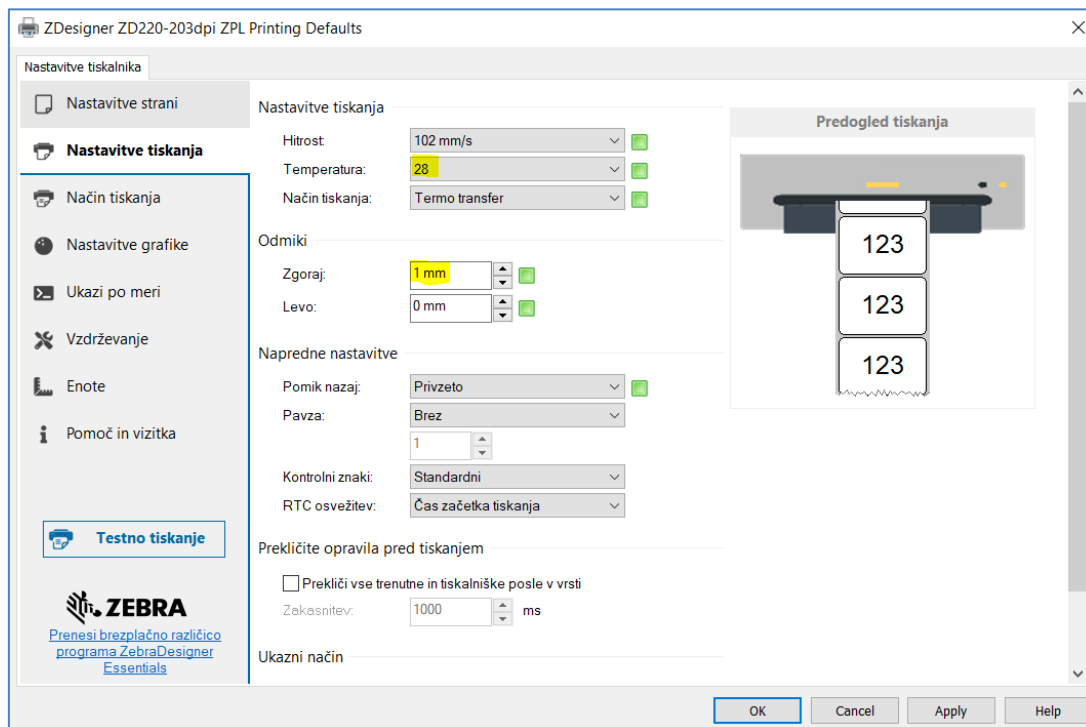 ZDesigner ZD220-203dpi ZPL Printing Defaults
Nastavitve tiskalnika
Nastavitve strani
Nastavitve tiskanja
Način tiskanja
Nastavitve grafike
Ukazi po meri
Vzdrževanje
Enote
Pomoč in vizitka
Testno tiskanje
ZEBRA
Prenesi brezplačno različico
programa ZebraDesigner
Essentials
Nastavitve tiskanja
Hitrost: 102 mm/s
Temperatura: 28
Način tiskanja: Termo transfer
Odmiki
Zgoraj: 1 mm
Levo: 0 mm
Napredne nastavitve
Pomik nazaj: Privzeto
Pavza: Brez
1
Kontrolni znaki: Standardni
RTC osvežitev: Čas začetka tiskanja
Prekličite opravila pred tiskanjem
Prekliči vse trenutne in tiskalniške posle v vrsti
Zakasnitev: 1000 ms
Ukazni način
Predogled tiskanja
123
123
123
OK Cancel Apply Help